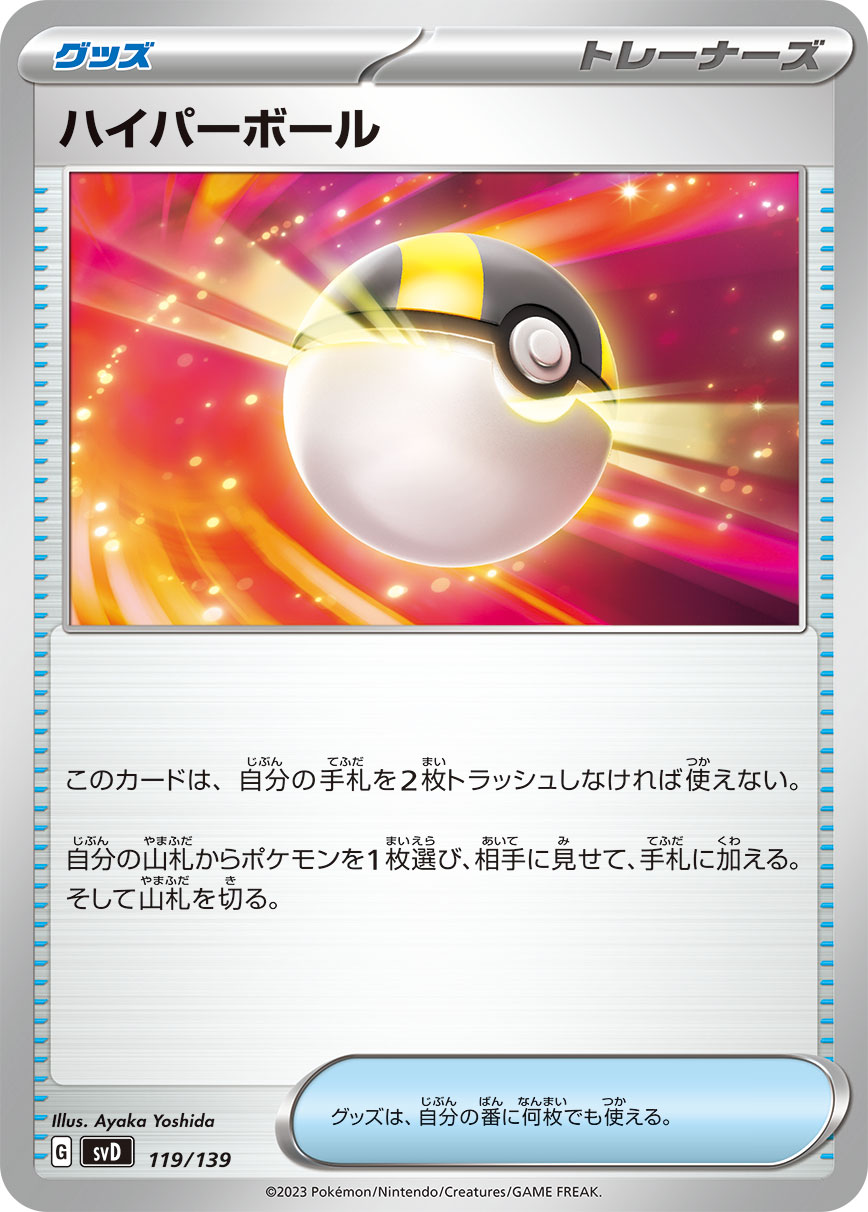 グッズ
トレーナーズ
ハイパーボール
このカードは、自分の手札を2枚トラッシュしなければ使えない。
自分の山札からポケモンを1枚選び、相手に見せて、手札に加える。
そして山札を切る。
グッズは、自分の番に何枚でも使える。
Illus. Ayaka Yoshida
G svD 119/139
©2023 Pokémon/Nintendo/Creatures/GAME FREAK.